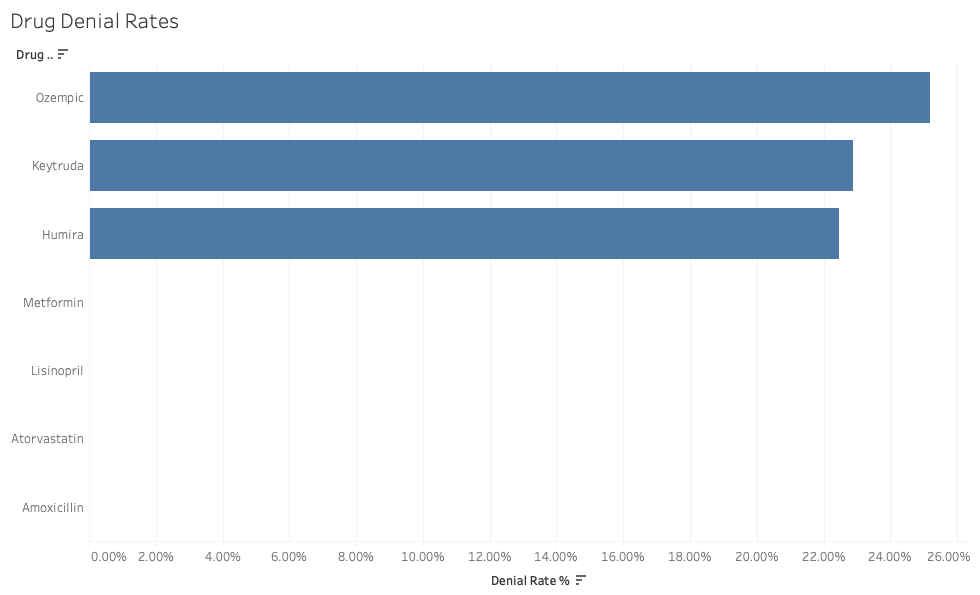 Drug Denial Rates
Drug ..
Ozempic
Keytruda
Humira
Metformin
Lisinopril
Atorvastatin
Amoxicillin
0.00% 2.00% 4.00% 6.00% 8.00% 10.00% 12.00% 14.00% 16.00% 18.00% 20.00% 22.00% 24.00% 26.00%
Denial Rate %